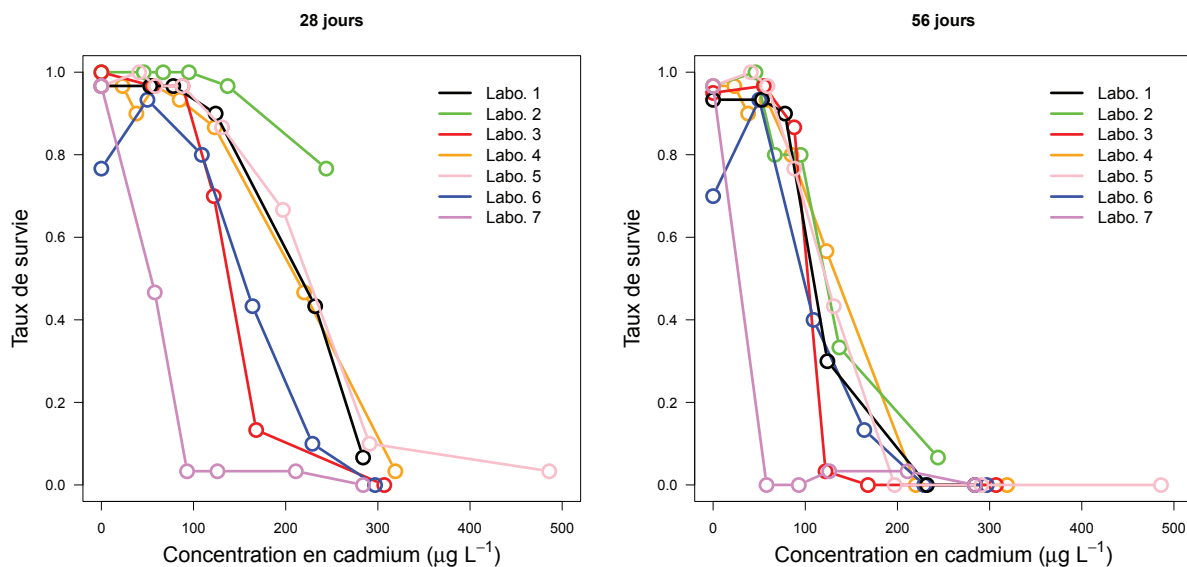 28 jours
Taux de survie
1.0
0.8
0.6
0.4
0.2
0.0
Labo. 1
Labo. 2
Labo. 3
Labo. 4
Labo. 5
Labo. 6
Labo. 7
0 100 200 300 400 500
Concentration en cadmium (µg L⁻¹)
56 jours
Taux de survie
1.0
0.8
0.6
0.4
0.2
0.0
Labo. 1
Labo. 2
Labo. 3
Labo. 4
Labo. 5
Labo. 6
Labo. 7
0 100 200 300 400 500
Concentration en cadmium (µg L⁻¹)